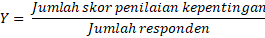 Y = Jumlah skor penilaian kepentingan
Jumlah responden